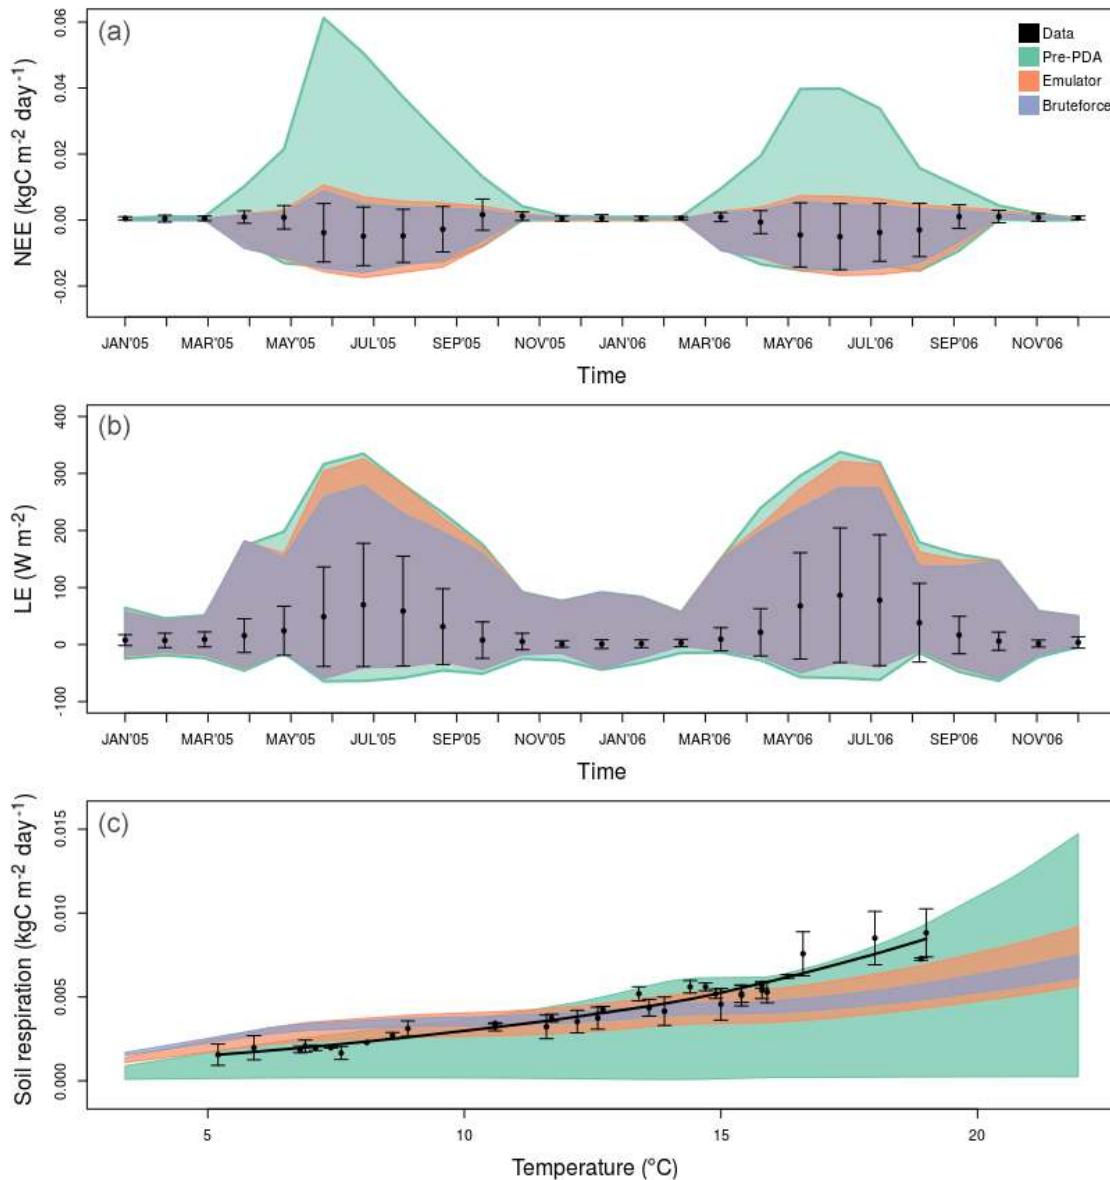 (a)
NEE (kgC m⁻² day⁻¹)
0.06
0.04
0.02
0.00
-0.02
Data
Pre-PDA
Emulator
Bruteforce
JAN'05 MAR'05 MAY'05 JUL'05 SEP'05 NOV'05 JAN'06 MAR'06 MAY'06 JUL'06 SEP'06 NOV'06
Time
(b)
LE (W m⁻²)
400
300
200
100
0
-100
JAN'05 MAR'05 MAY'05 JUL'05 SEP'05 NOV'05 JAN'06 MAR'06 MAY'06 JUL'06 SEP'06 NOV'06
Time
(c)
Soil respiration (kgC m⁻² day⁻¹)
0.015
0.010
0.005
0.000
5 10 15 20
Temperature (°C)